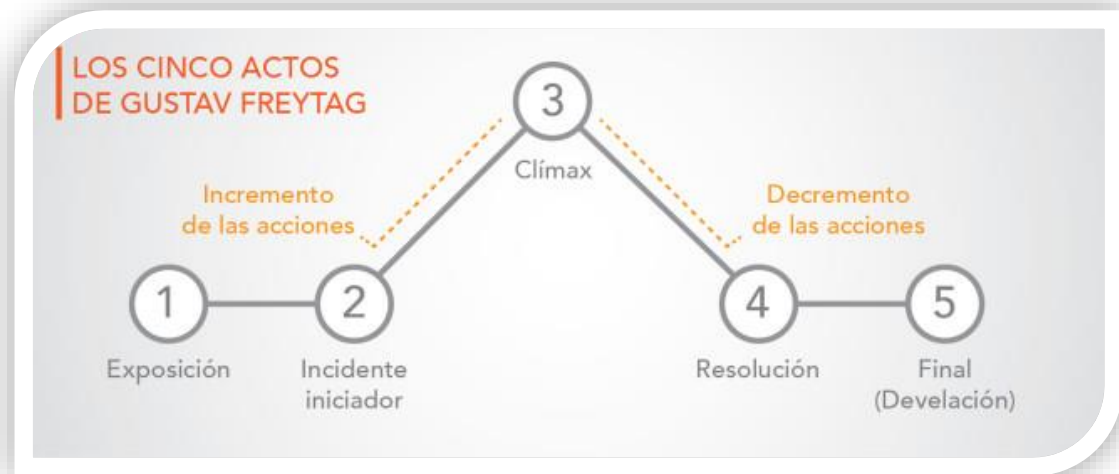 LOS CINCO ACTOS
DE GUSTAV FREYTAG
3
Clímax
Incremento
de las acciones
Decremento
de las acciones
1
2
4
5
Exposición
Incidente
iniciador
Resolución
Final
(Develación)